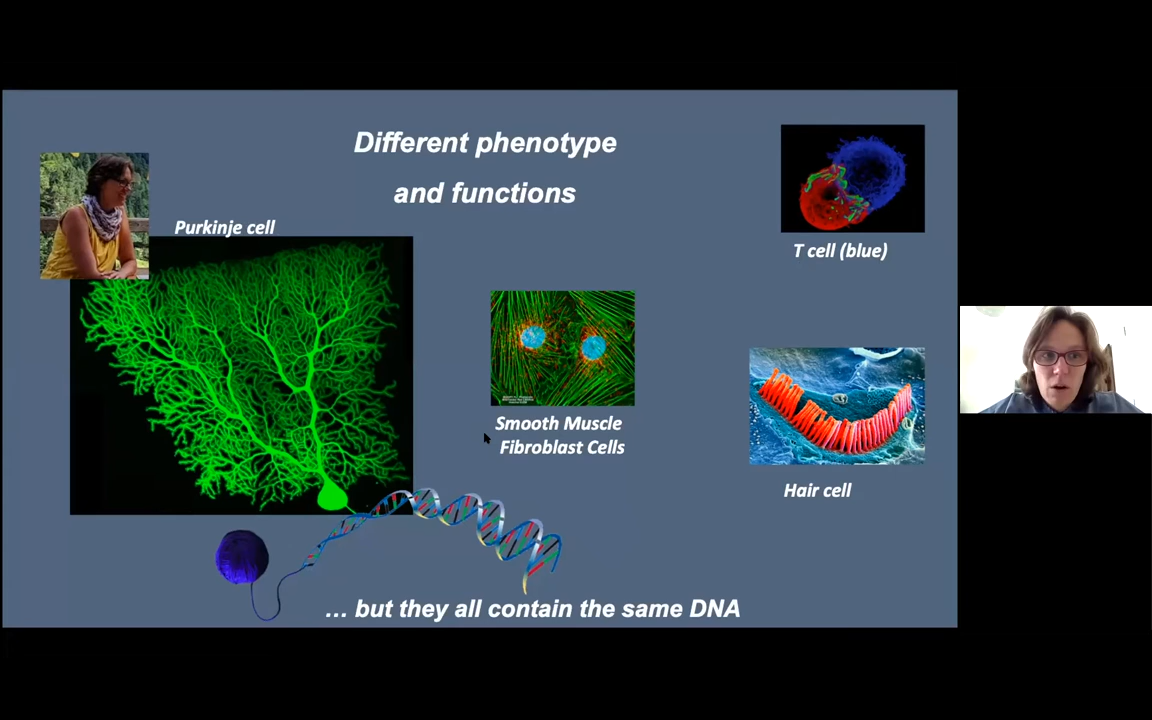 Different phenotype
and functions
Purkinje cell
T cell (blue)
Smooth Muscle
Fibroblast Cells
Hair cell
... but they all contain the same DNA